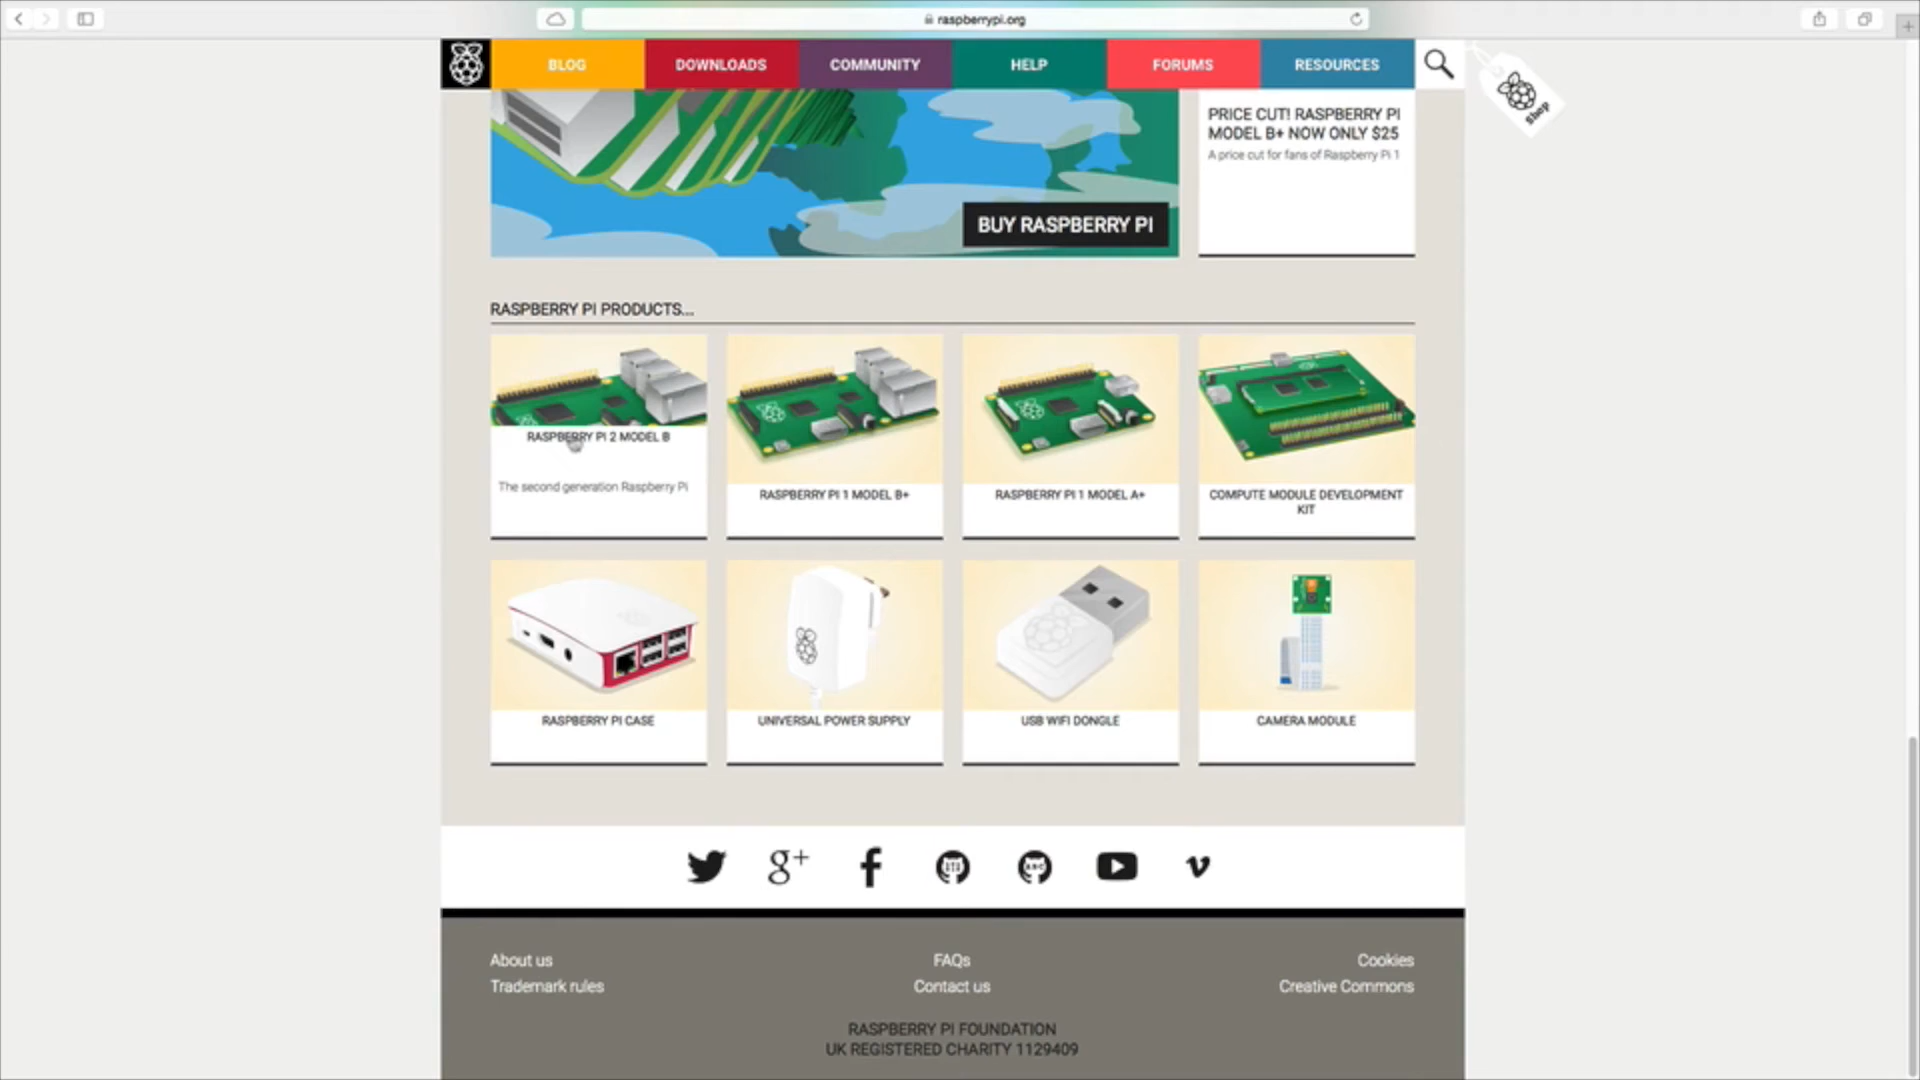 raspberrypi.org
BLOG
DOWNLOADS
COMMUNITY
HELP
FORUMS
RESOURCES
shop
PRICE CUT! RASPBERRY PI
MODEL B+ NOW ONLY $25
A price cut for fans of Raspberry Pi 1
BUY RASPBERRY PI
RASPBERRY PI PRODUCTS...
RASPBERRY PI 2 MODEL B
The second generation Raspberry Pi
RASPBERRY PI 1 MODEL B+
RASPBERRY PI 1 MODEL A+
COMPUTE MODULE DEVELOPMENT
KIT
RASPBERRY PI CASE
UNIVERSAL POWER SUPPLY
USB WIFI DONGLE
CAMERA MODULE
g+
f
v
About us
FAQs
Cookies
Trademark rules
Contact us
Creative Commons
RASPBERRY PI FOUNDATION
UK REGISTERED CHARITY 1129409